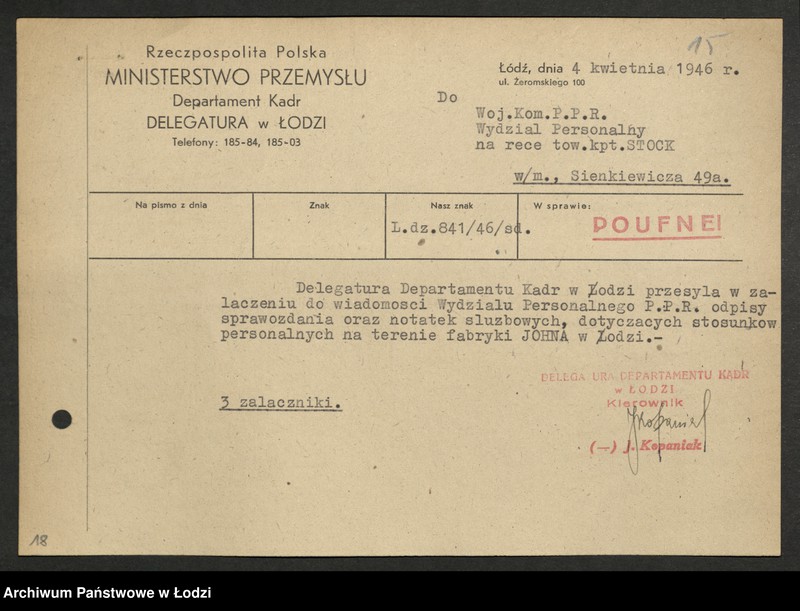 15
Rzeczpospolita Polska
MINISTERSTWO PRZEMYSŁU
Departament Kadr
DELEGATURA w ŁODZI
Telefony: 185-84, 185-03
Łódź, dnia 4 kwietnia 1946 r.
ul. Żeromskiego 100
Do
Woj.Kom.P.P.R.
Wydzial Personalny
na rece tow.kpt.STOCK
w/m., Sienkiewicza 49a.
Na pismo z dnia
Znak
Nasz znak
L.dz.841/46/sd.
W sprawie:
POUFNE!
Delegatura Departamentu Kadr w Łodzi przesyla w za-
laczeniu do wiadomosci Wydzialu Personalnego P.P.R. odpisy
sprawozdania oraz notatek sluzbowych, dotyczacych stosunkow
personalnych na terenie fabryki JOHNA w Łodzi.-
3 zalaczniki.
DELEGA URA DEPARTAMENTU KADR
w ŁODZI
Kierownik
JKopaniak
(—) J. Kopaniak
18
Archiwum Państwowe w Łodzi